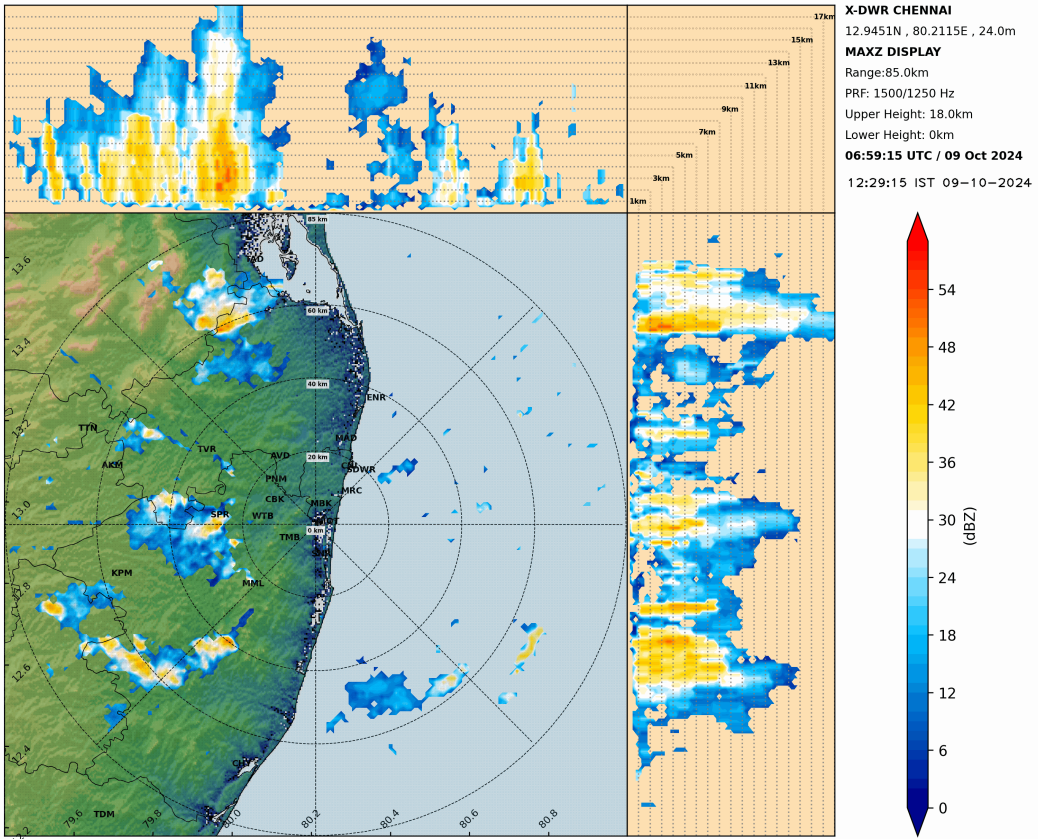 X-DWR CHENNAI
12.9451N , 80.2115E , 24.0m
MAXZ DISPLAY
Range:85.0km
PRF: 1500/1250 Hz
Upper Height: 18.0km
Lower Height: 0km
06:59:15 UTC / 09 Oct 2024
12:29:15 IST 09-10-2024
17km
15km
13km
11km
9km
7km
5km
3km
1km
85 km
60 km
40 km
20 km
0 km
13.6
13.4
13.2
13.0
12.8
12.6
12.4
79.6
79.8
80.0
80.2
80.4
80.6
80.8
ENR
MAD
TTN
TVR
AVD
AKM
SDWR
PNM
MRC
CBK
MBK
SPR
WTB
TMB
KPM
MML
TDM
54
48
42
36
30
24
18
12
6
0
(dBZ)